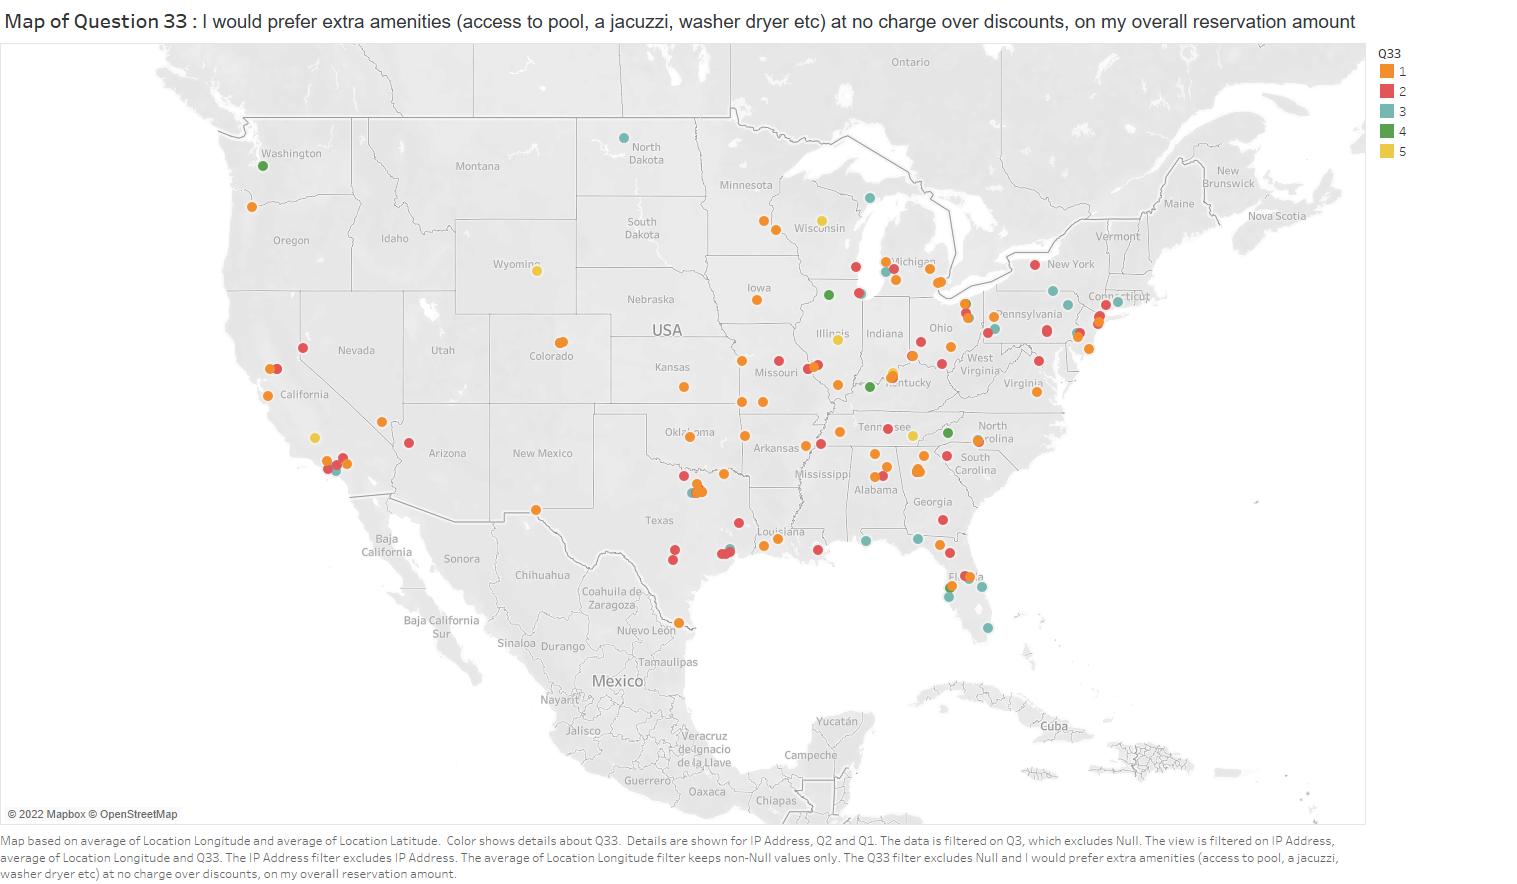 Map of Question 33 : I would prefer extra amenities (access to pool, a jacuzzi, washer dryer etc) at no charge over discounts, on my overall reservation amount
Q33
1
2
3
4
5
Ontario
Washington
Montana
North
Dakota
Minnesota
New
Brunswick
Maine
Nova Scotia
Oregon
Idaho
South
Dakota
Wisconsin
Vermont
Wyoming
Michigan
New York
Iowa
Nebraska
Connecticut
USA
Pennsylvania
Nevada
Utah
Colorado
Illinois
Indiana
Ohio
West
Virginia
Kansas
Missouri
Kentucky
Virginia
California
Oklahoma
Tennessee
North
Carolina
Arizona
New Mexico
Arkansas
South
Carolina
Mississippi
Alabama
Georgia
Texas
Louisiana
Baja
California
Sonora
Chihuahua
Florida
Coahuila de
Zaragoza
Baja California
Sur
Nuevo León
Sinaloa
Durango
Tamaulipas
Mexico
Nayarit
Yucatán
Cuba
Jalisco
Veracruz
de Ignacio
de la Llave
Campeche
Guerrero
Oaxaca
Chiapas
© 2022 Mapbox © OpenStreetMap
Map based on average of Location Longitude and average of Location Latitude.  Color shows details about Q33.  Details are shown for IP Address, Q2 and Q1. The data is filtered on Q3, which excludes Null. The view is filtered on IP Address,
average of Location Longitude and Q33. The IP Address filter excludes IP Address. The average of Location Longitude filter keeps non-Null values only. The Q33 filter excludes Null and I would prefer extra amenities (access to pool, a jacuzzi,
washer dryer etc) at no charge over discounts, on my overall reservation amount.